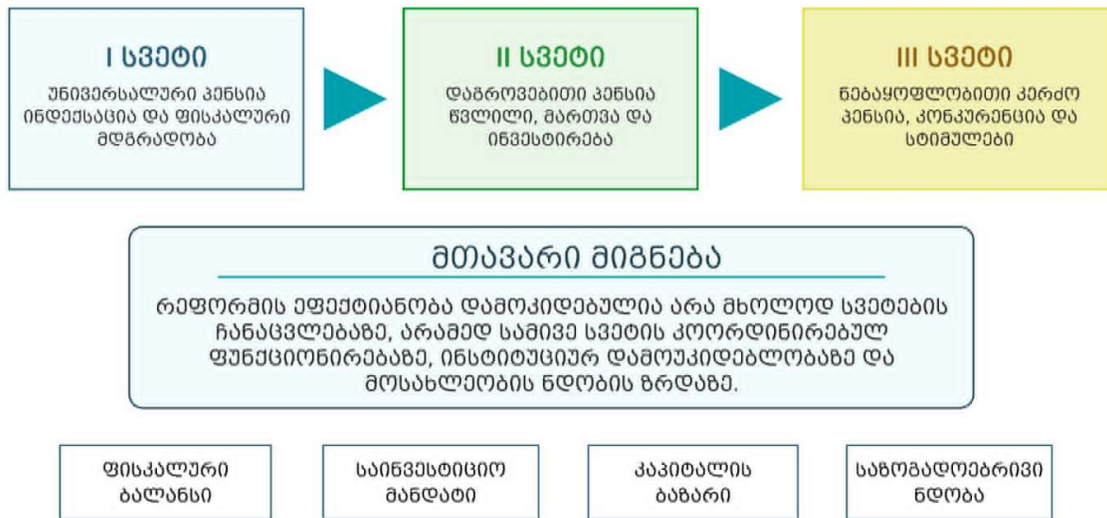 I სვეტი
უნივერსალური პენსია
ინდექსაცია და ფისკალური
მდგრადობა
II სვეტი
დაგროვებითი პენსია
წვლილი, მართვა და
ინვესტირება
III სვეტი
ნებაყოფლობითი კერძო
პენსია, კონკურენცია და
სტიმულები
მთავარი მიგნება
რეფორმის ეფექტიანობა დამოკიდებულია არა მხოლოდ სვეტების
ჩანაცვლებაზე, არამედ სამივე სვეტის კოორდინირებულ
ფუნქციონირებაზე, ინსტიტუციურ დამოუკიდებლობაზე და
მოსახლეობის ნდობის ზრდაზე.
ფისკალური
ბალანსი
საინვესტიციო
მანდატი
კაპიტალის
ბაზარი
საზოგადოებრივი
ნდობა